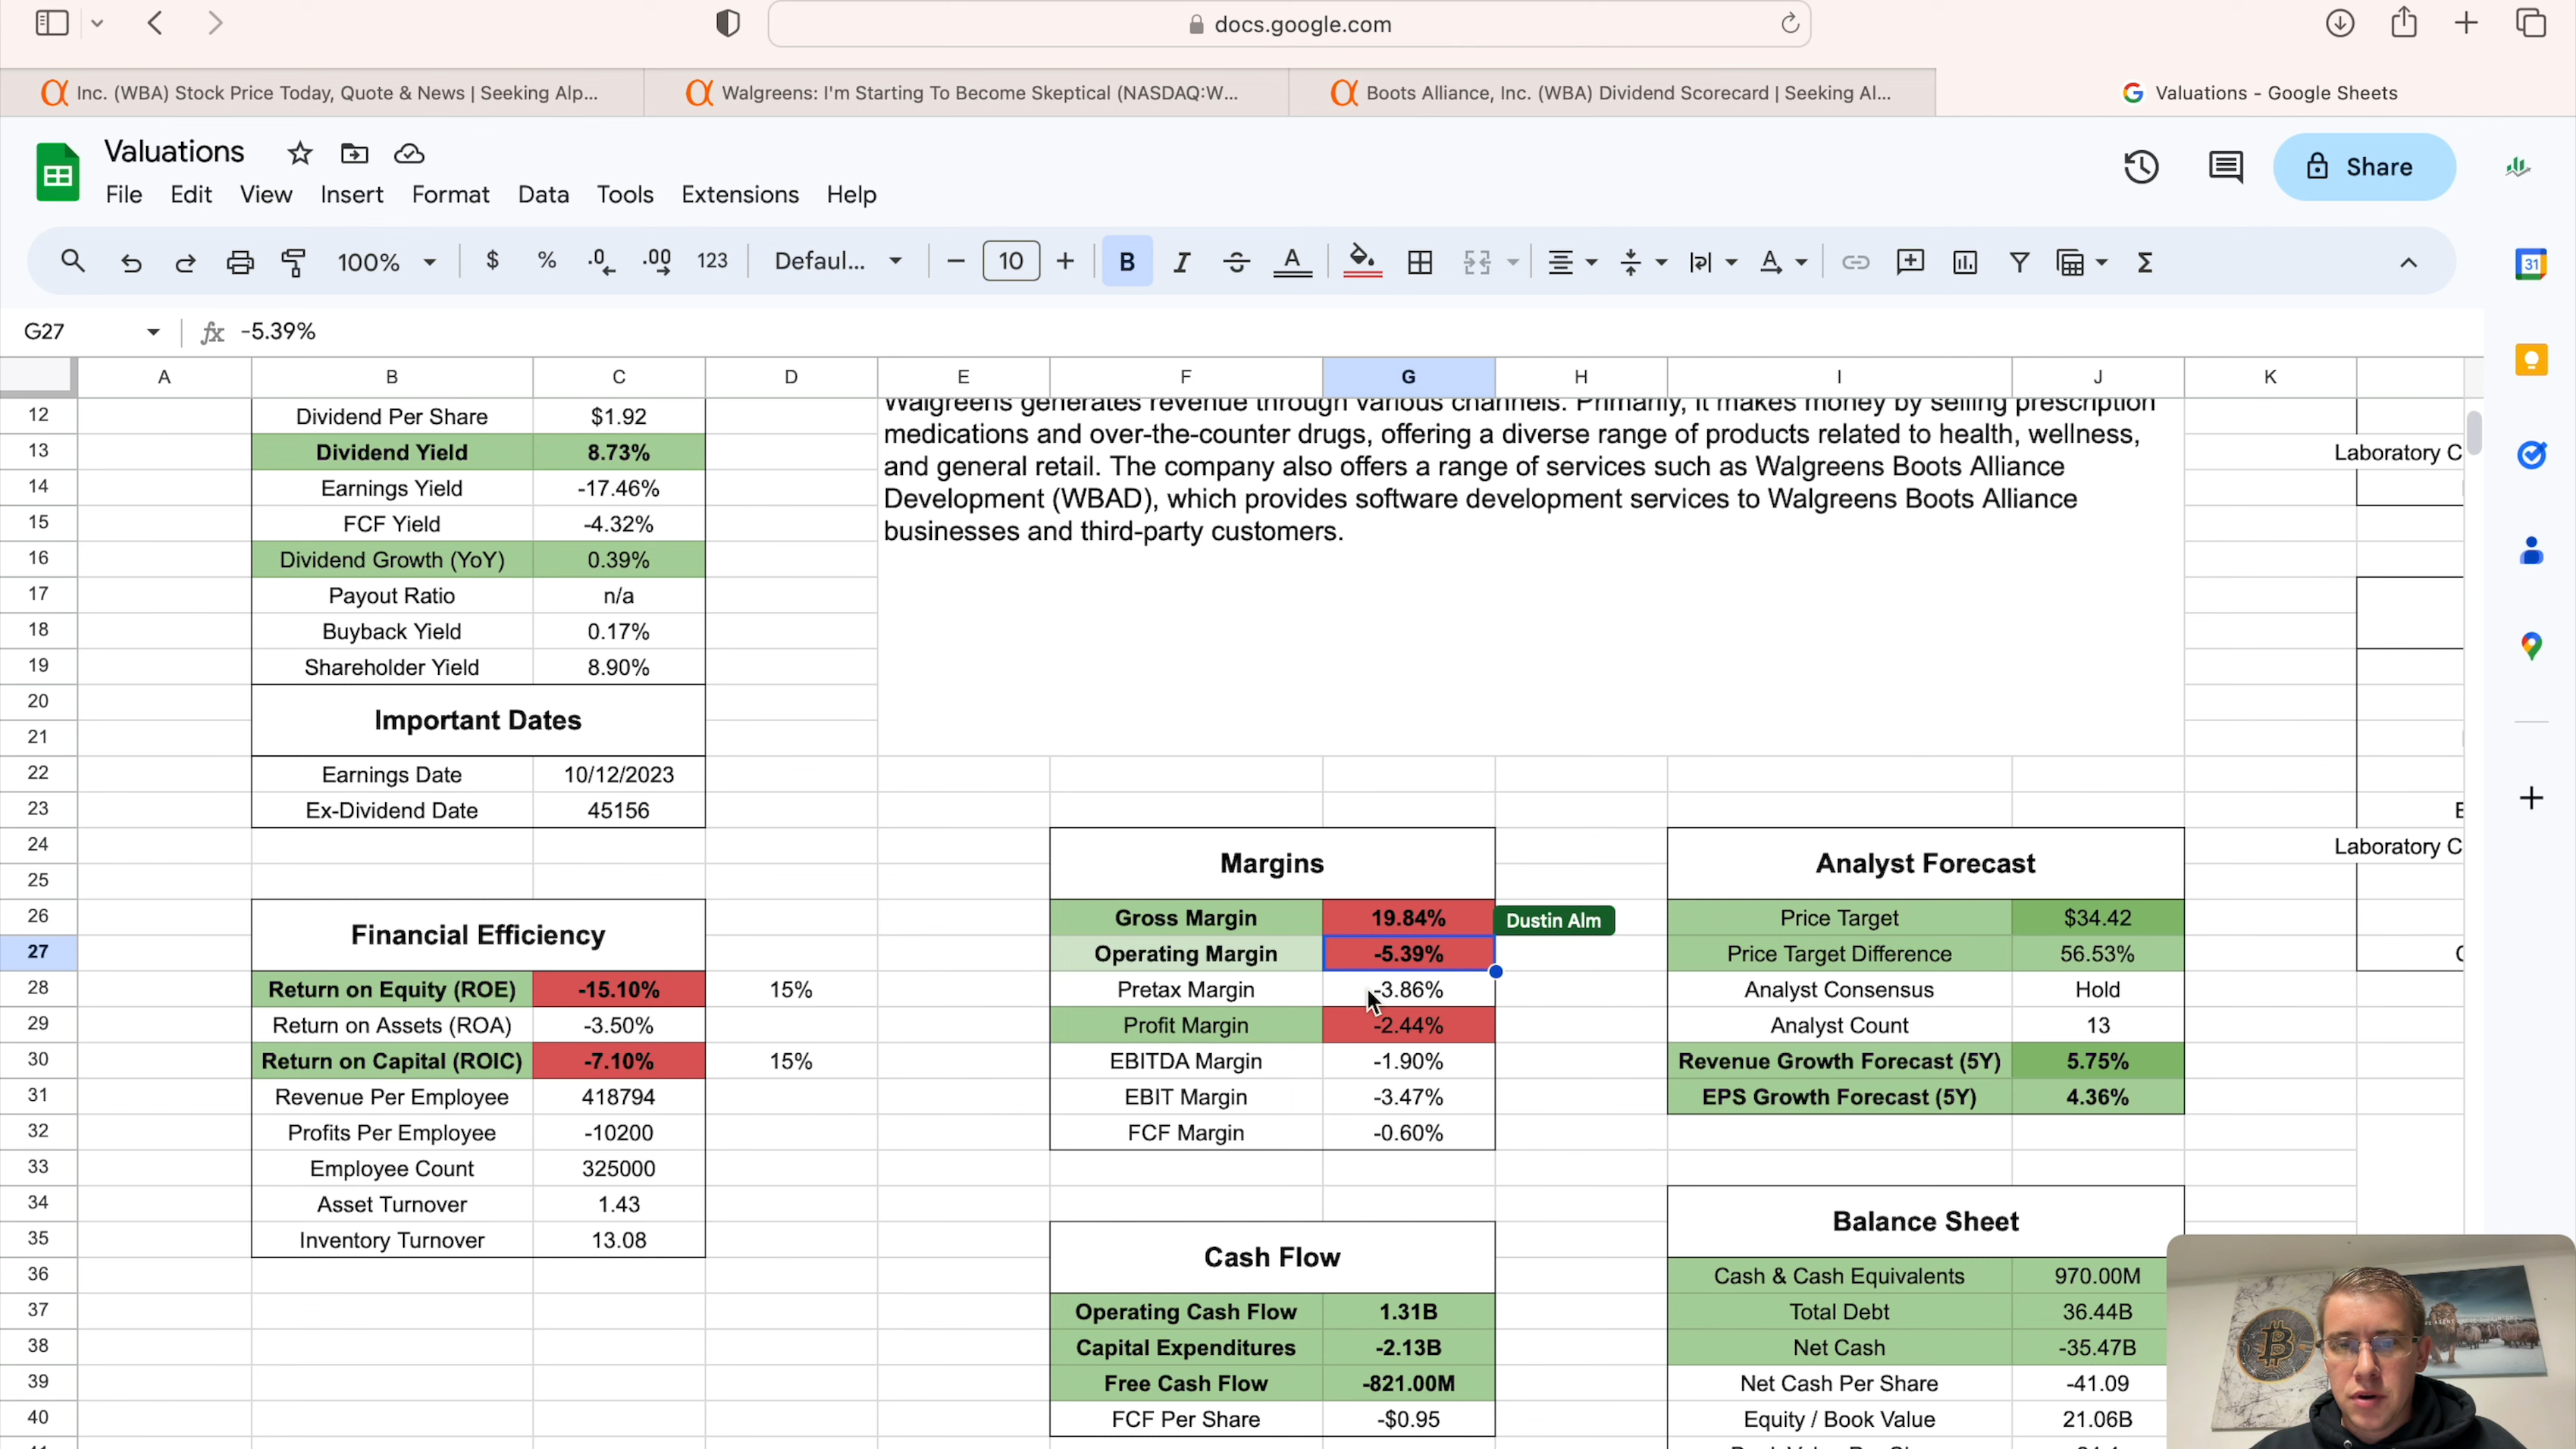 docs.google.com
Inc. (WBA) Stock Price Today, Quote & News | Seeking Alp...
Walgreens: I'm Starting To Become Skeptical (NASDAQ:W...
Boots Alliance, Inc. (WBA) Dividend Scorecard | Seeking Al...
Valuations - Google Sheets
Valuations
File Edit View Insert Format Data Tools Extensions Help
Share
100% $ % .0 .00 123 Defaul... 10 B I A
31
G27 fx -5.39%
A B C D E F G H I J K
12 Dividend Per Share $1.92
Walgreens generates revenue through various channels. Primarily, it makes money by selling prescription
medications and over-the-counter drugs, offering a diverse range of products related to health, wellness,
and general retail. The company also offers a range of services such as Walgreens Boots Alliance
Development (WBAD), which provides software development services to Walgreens Boots Alliance
businesses and third-party customers.
13 Dividend Yield 8.73% Laboratory C
14 Earnings Yield -17.46%
15 FCF Yield -4.32%
16 Dividend Growth (YoY) 0.39%
17 Payout Ratio n/a
18 Buyback Yield 0.17%
19 Shareholder Yield 8.90%
20
Important Dates
21
22 Earnings Date 10/12/2023
23 Ex-Dividend Date 45156
24 Laboratory C
Margins Analyst Forecast
25
26 Gross Margin 19.84% Dustin Alm Price Target $34.42
Financial Efficiency
27 Operating Margin -5.39% Price Target Difference 56.53%
28 Return on Equity (ROE) -15.10% 15% Pretax Margin -3.86% Analyst Consensus Hold
29 Return on Assets (ROA) -3.50% Profit Margin -2.44% Analyst Count 13
30 Return on Capital (ROIC) -7.10% 15% EBITDA Margin -1.90% Revenue Growth Forecast (5Y) 5.75%
31 Revenue Per Employee 418794 EBIT Margin -3.47% EPS Growth Forecast (5Y) 4.36%
32 Profits Per Employee -10200 FCF Margin -0.60%
33 Employee Count 325000
34 Asset Turnover 1.43
Balance Sheet
35 Inventory Turnover 13.08
Cash Flow
36 Cash & Cash Equivalents 970.00M
37 Operating Cash Flow 1.31B Total Debt 36.44B
38 Capital Expenditures -2.13B Net Cash -35.47B
39 Free Cash Flow -821.00M Net Cash Per Share -41.09
40 FCF Per Share -$0.95 Equity / Book Value 21.06B